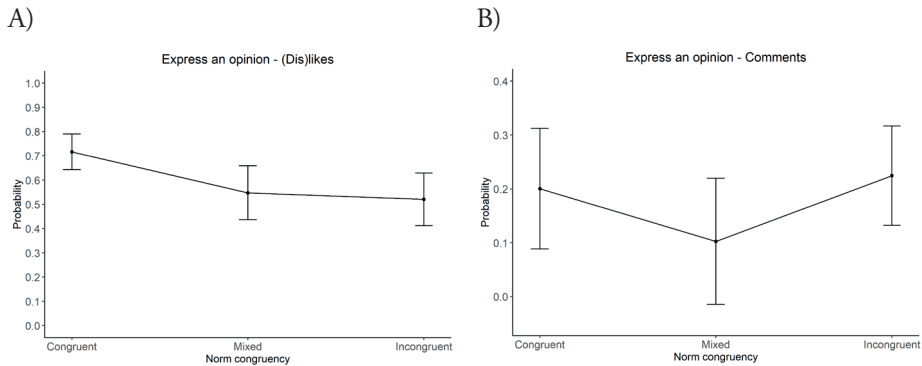 A)
Express an opinion - (Dis)likes
Probability
1.0
0.9
0.8
0.7
0.6
0.5
0.4
0.3
0.2
0.1
0.0
Congruent Mixed Incongruent
Norm congruency
B)
Express an opinion - Comments
Probability
0.4
0.3
0.2
0.1
0.0
Congruent Mixed Incongruent
Norm congruency